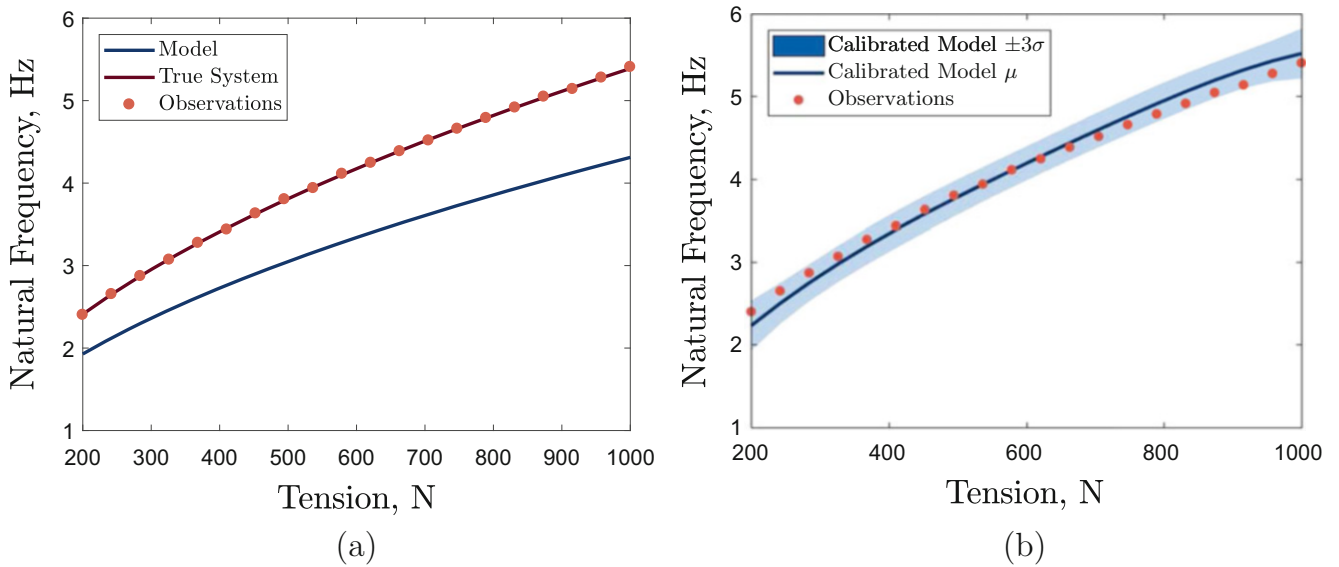 Natural Frequency, Hz
6
5
4
3
2
1
Model
True System
Observations
200 300 400 500 600 700 800 900 1000
Tension, N
(a)
Natural Frequency, Hz
6
5
4
3
2
1
Calibrated Model ±3σ
Calibrated Model μ
Observations
200 400 600 800 1000
Tension, N
(b)